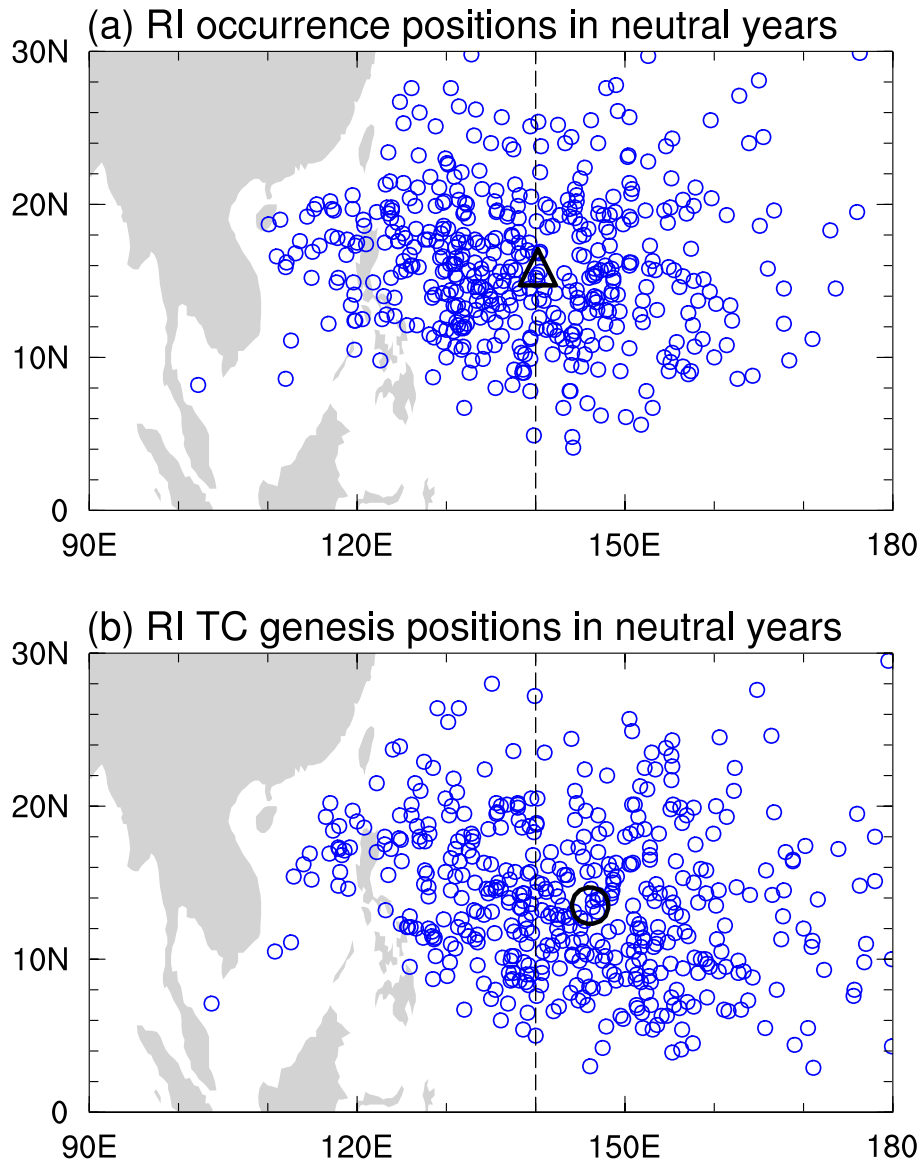 (a) RI occurrence positions in neutral years
30N
20N
10N
0
90E 120E 150E 180
(b) RI TC genesis positions in neutral years
30N
20N
10N
0
90E 120E 150E 180